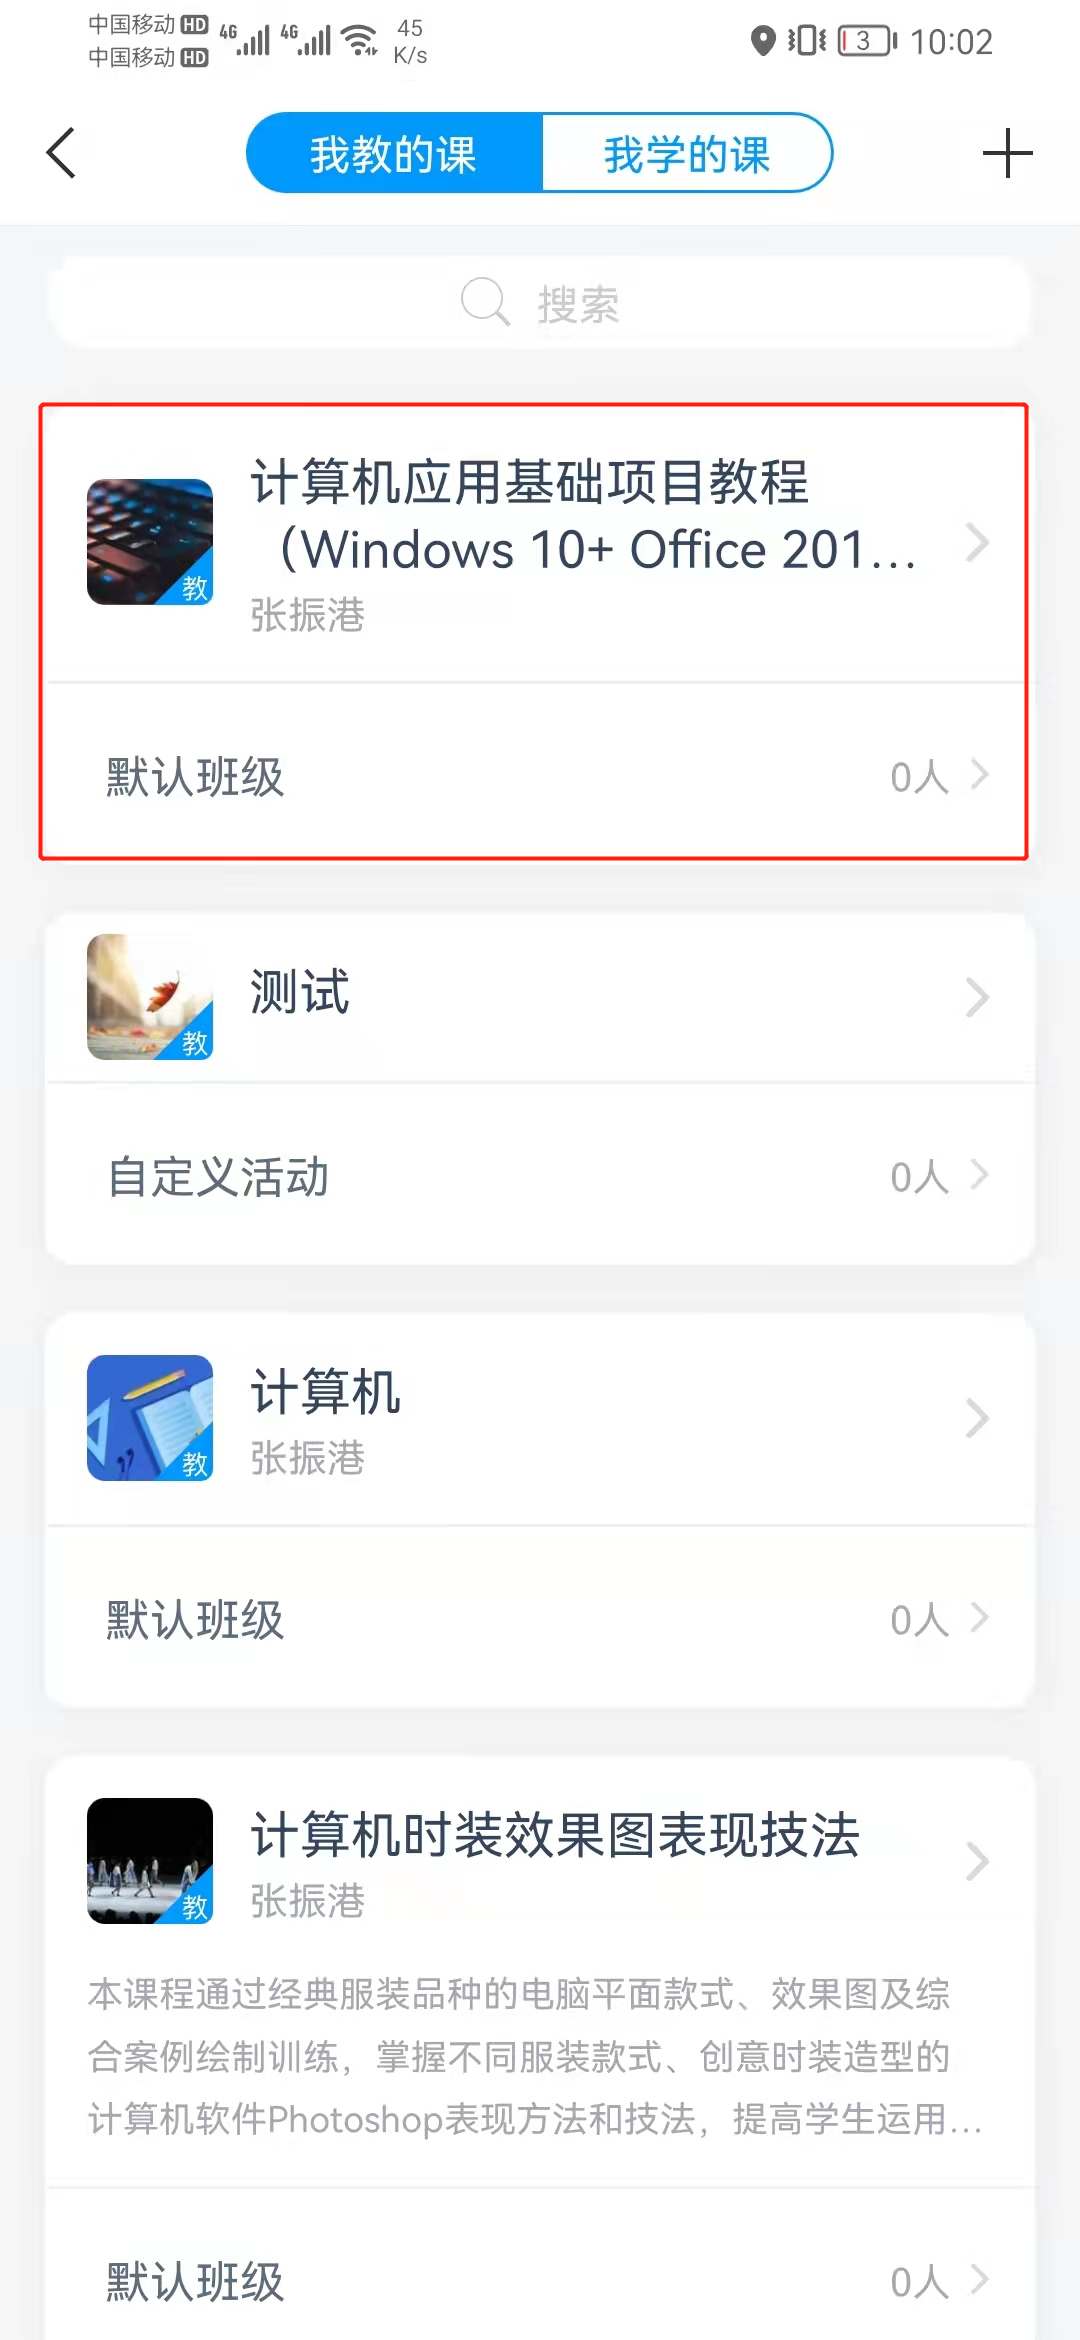 中国移动 HD 4G 4G 45
中国移动 HD K/s
3 10:02
我教的课 我学的课
搜索
计算机应用基础项目教程
（Windows 10+ Office 201...
教
张振港
默认班级 0人
测试
教
自定义活动 0人
计算机
张振港
教
默认班级 0人
计算机时装效果图表现技法
张振港
教
本课程通过经典服装品种的电脑平面款式、效果图及综
合案例绘制训练，掌握不同服装款式、创意时装造型的
计算机软件Photoshop表现方法和技法，提高学生运用...
默认班级 0人